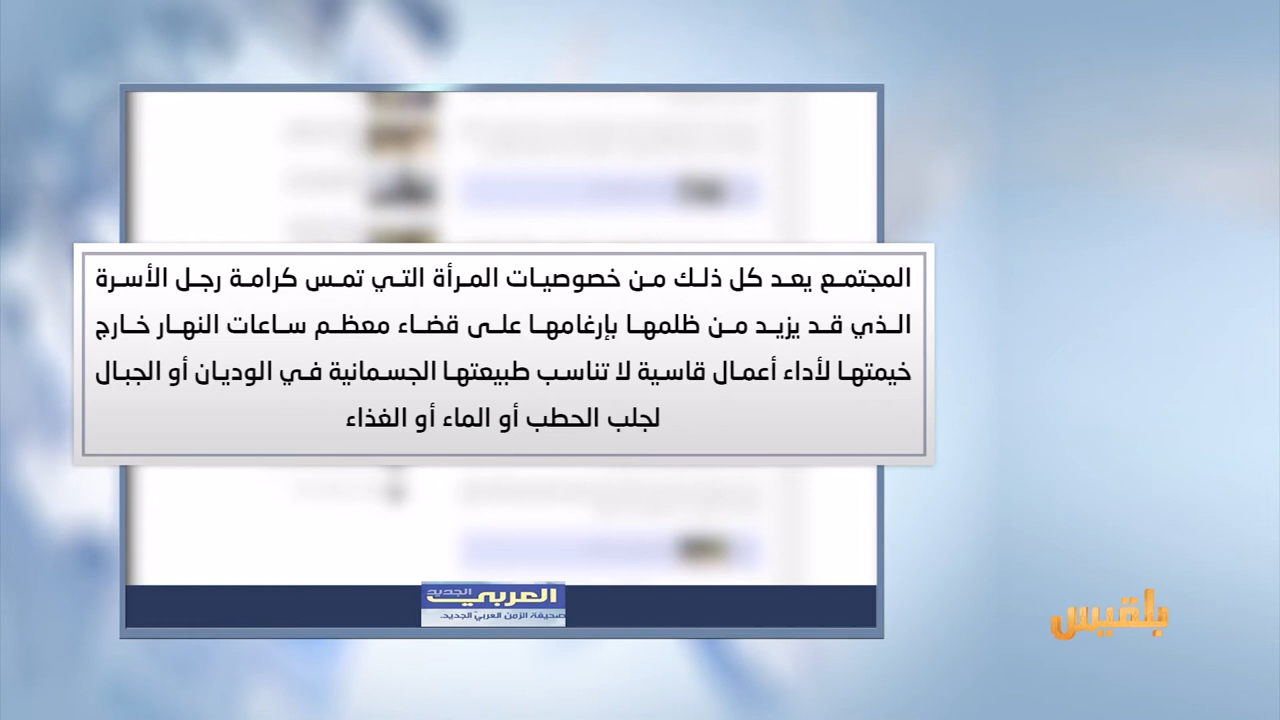 المجتمع يعد كل ذلك من خصوصيات المرأة التي تمس كرامة رجل الأسرة
الذي قد يزيد من ظلمها بإرغامها على قضاء معظم ساعات النهار خارج
خيمتها لأداء أعمال قاسية لا تناسب طبيعتها الجسمانية في الوديان أو الجبال
لجلب الحطب أو الماء أو الغذاء
العربي الجديد
صحيفة الزمن العربيّ الجديد.
بلقيس